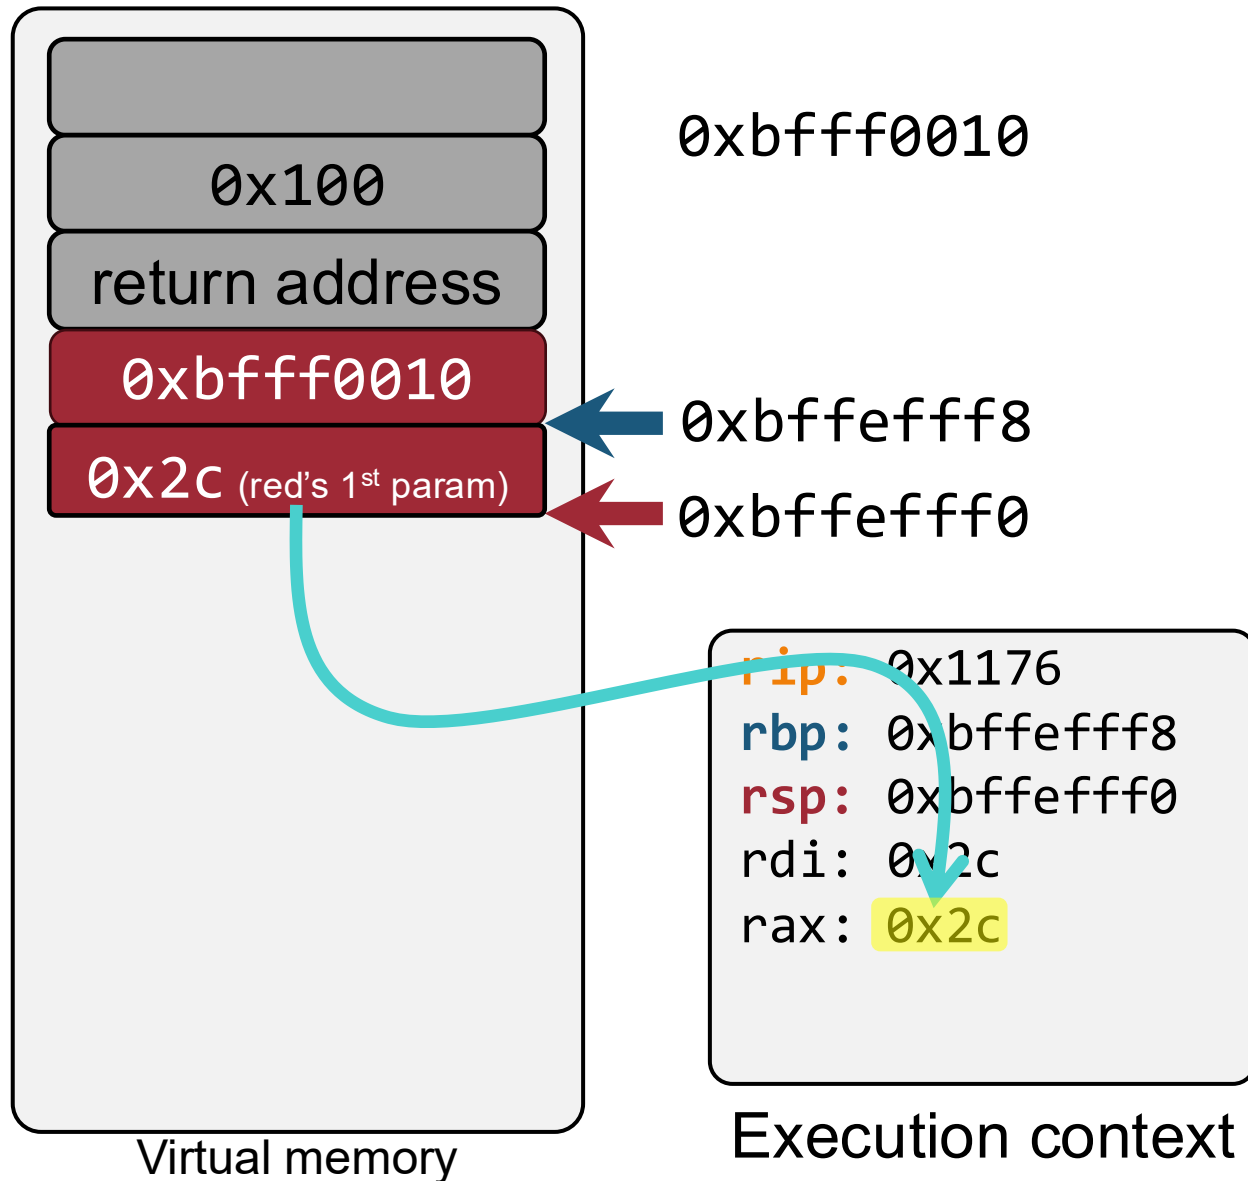 0xbfff0010
0x100
return address
0xbfff0010
0xbffefff8
0x2c (red's 1st param)
0xbffefff0
rip: 0x1176
rbp: 0xbffefff8
rsp: 0xbffefff0
rdi: 0x2c
rax: 0x2c
Execution context
Virtual memory